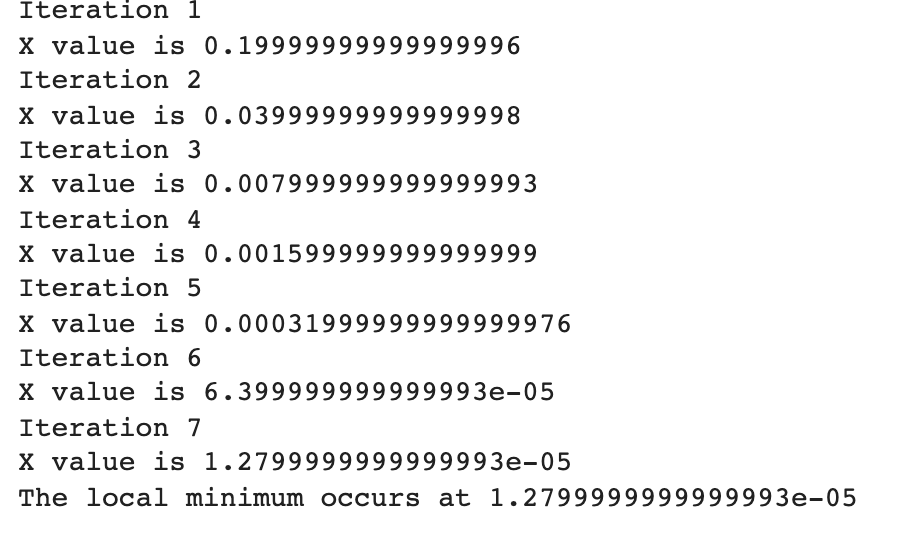 Iteration 1
X value is 0.19999999999999996
Iteration 2
X value is 0.03999999999999998
Iteration 3
X value is 0.007999999999999993
Iteration 4
X value is 0.001599999999999999
Iteration 5
X value is 0.00031999999999999976
Iteration 6
X value is 6.399999999999993e-05
Iteration 7
X value is 1.2799999999999993e-05
The local minimum occurs at 1.2799999999999993e-05